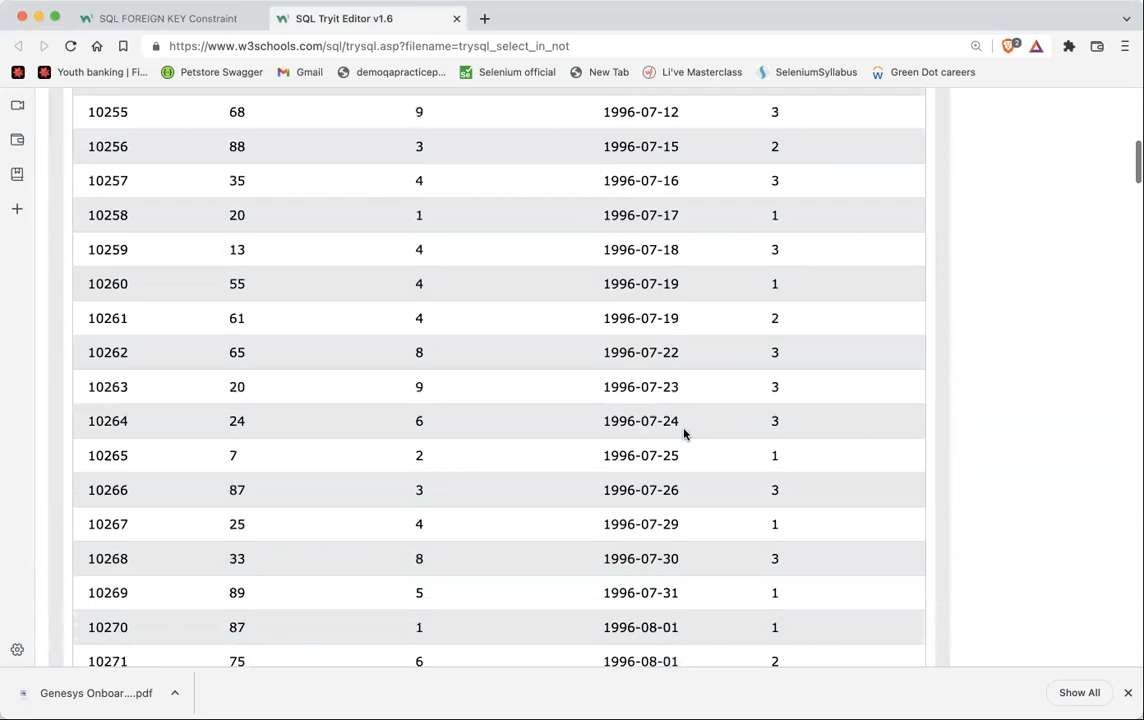 SQL FOREIGN KEY Constraint
SQL Tryit Editor v1.6
https://www.w3schools.com/sql/trysql.asp?filename=trysql_select_in_not
2
Youth banking | Fi...
Petstore Swagger
Gmail
demoqapracticep...
Selenium official
New Tab
Li've Masterclass
SeleniumSyllabus
Green Dot careers
10255 68 9 1996-07-12 3
10256 88 3 1996-07-15 2
10257 35 4 1996-07-16 3
10258 20 1 1996-07-17 1
10259 13 4 1996-07-18 3
10260 55 4 1996-07-19 1
10261 61 4 1996-07-19 2
10262 65 8 1996-07-22 3
10263 20 9 1996-07-23 3
10264 24 6 1996-07-24 3
10265 7 2 1996-07-25 1
10266 87 3 1996-07-26 3
10267 25 4 1996-07-29 1
10268 33 8 1996-07-30 3
10269 89 5 1996-07-31 1
10270 87 1 1996-08-01 1
10271 75 6 1996-08-01 2
Genesys Onboar....pdf
Show All